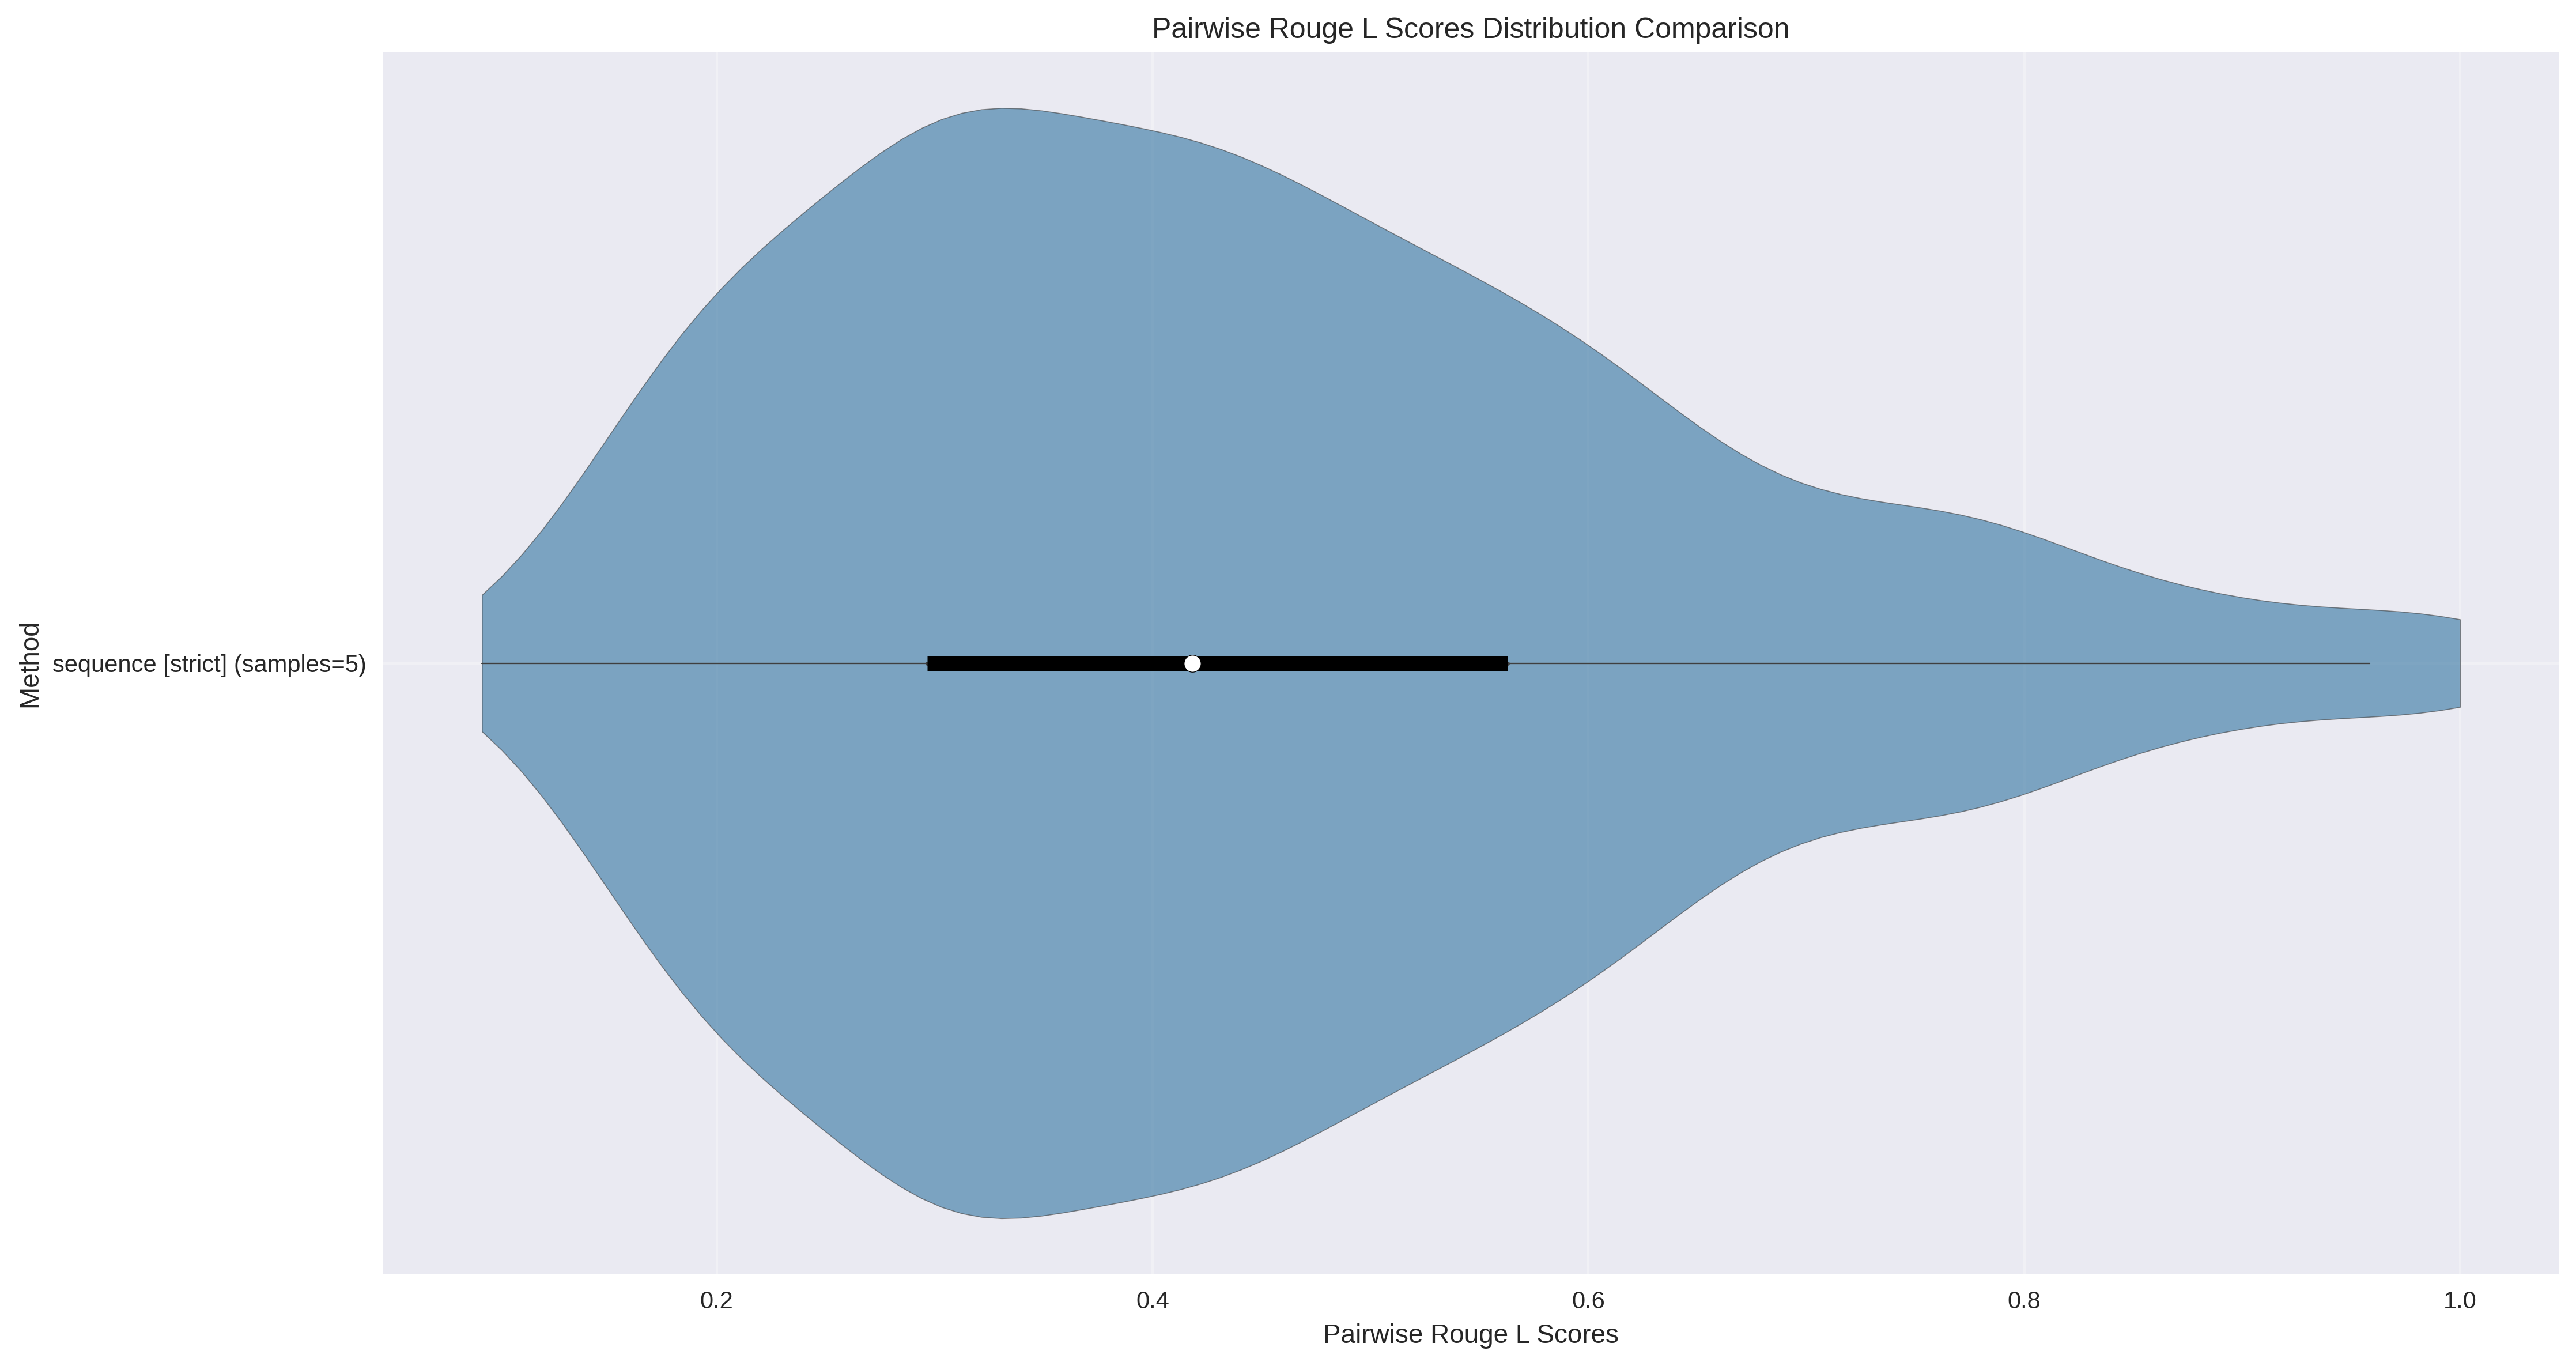 Pairwise Rouge L Scores Distribution Comparison
Method
sequence [strict] (samples=5)
0.2 0.4 0.6 0.8 1.0
Pairwise Rouge L Scores